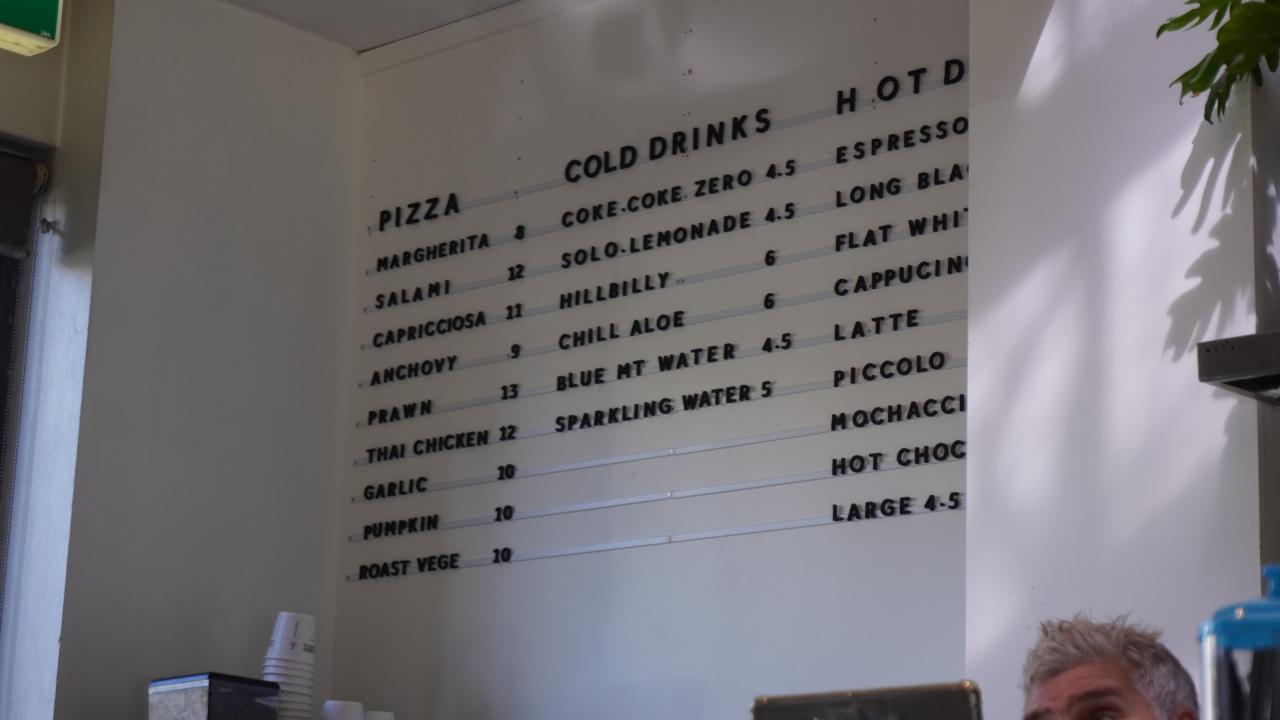 PIZZA
MARGHERITA 8
SALAMI 12
CAPRICCIOSA 11
ANCHOVY 9
PRAWN 13
THAI CHICKEN 12
GARLIC 10
PUMPKIN 10
ROAST VEGE 10
COLD DRINKS
COKE.COKE ZERO 4.5
SOLO.LEMONADE 4.5
HILLBILLY 6
CHILL ALOE 6
BLUE MT WATER 4.5
SPARKLING WATER 5
HOT D
ESPRESSO
LONG BLA
FLAT WHI
CAPPUCIN
LATTE
PICCOLO
MOCHACCI
HOT CHOC
LARGE 4.5